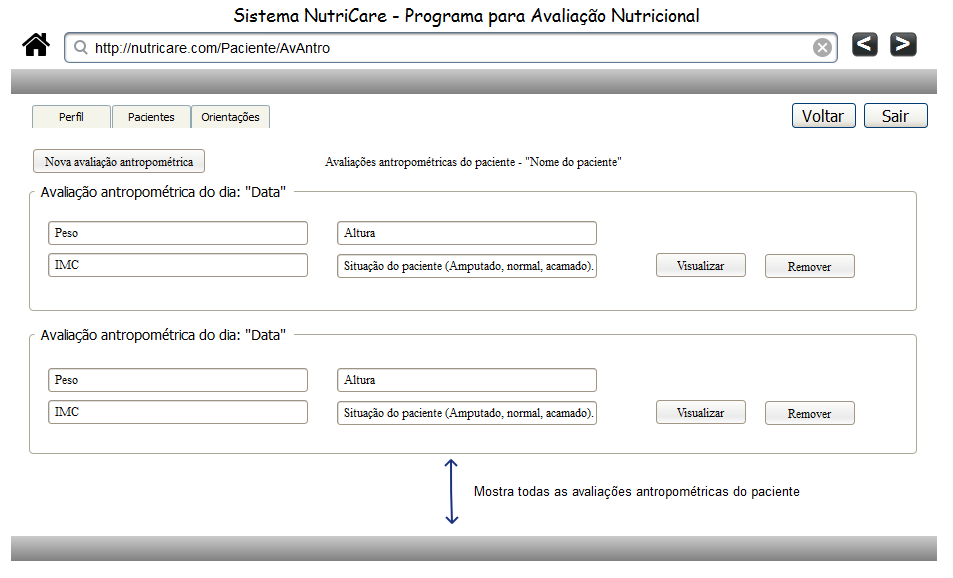 Sistema NutriCare - Programa para Avaliação Nutricional
http://nutricare.com/Paciente/AvAntro
< >
Perfil Pacientes Orientações Voltar Sair
Nova avaliação antropométrica Avaliações antropométricas do paciente - "Nome do paciente"
Avaliação antropométrica do dia: "Data"
Peso Altura
IMC Situação do paciente (Amputado, normal, acamado). Visualizar Remover
Avaliação antropométrica do dia: "Data"
Peso Altura
IMC Situação do paciente (Amputado, normal, acamado). Visualizar Remover
Mostra todas as avaliações antropométricas do paciente